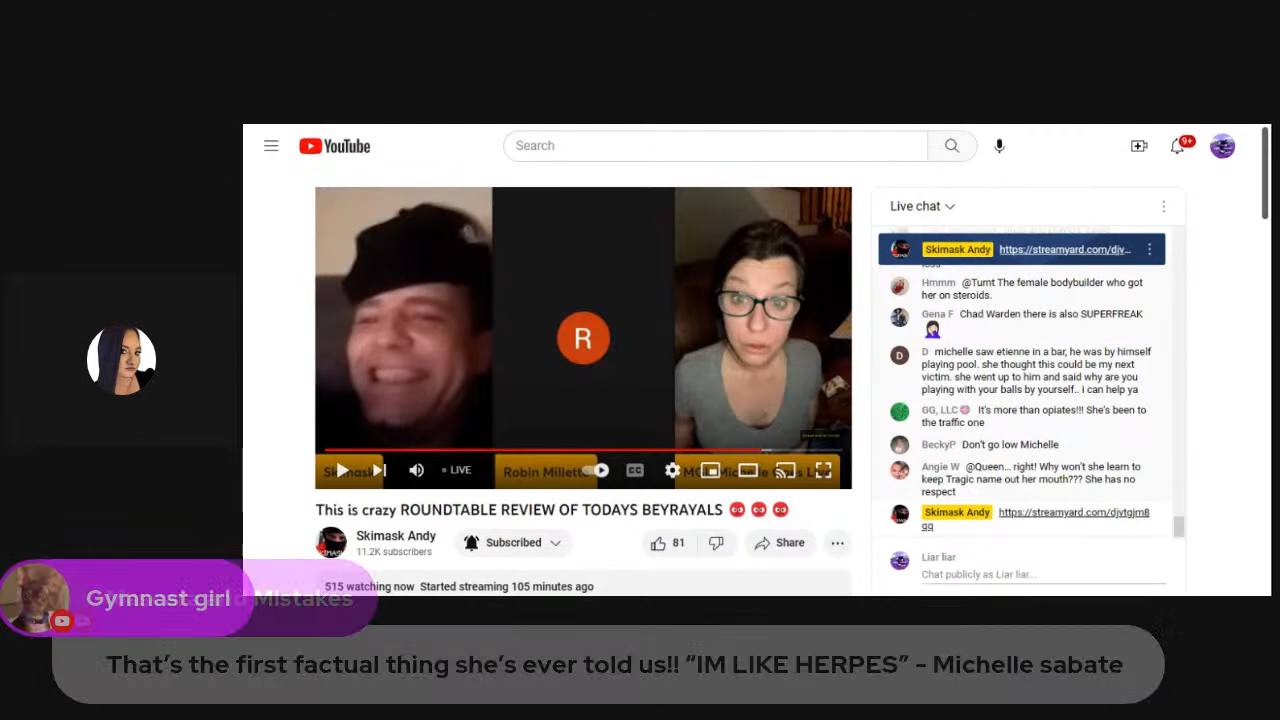 YouTube
Search
9+
Live chat
Skimask Andy https://streamyard.com/djv...
Hmmm @Turnt The female bodybuilder who got
her on steroids.
Gena F Chad Warden there is also SUPERFREAK
D michelle saw etienne in a bar, he was by himself
playing pool. she thought this could be my next
victim. she went up to him and said why are you
playing with your balls by yourself.. i can help ya
GG, LLC It's more than opiates!!! She's been to
the traffic one
BeckyP Don't go low Michelle
Angie W @Queen... right! Why won't she learn to
keep Tragic name out her mouth??? She has no
respect
Skimask Andy https://streamyard.com/djvtgjm8
gq
Liar liar
Chat publicly as Liar liar...
R
LIVE
Robin Millett
CC
This is crazy ROUNDTABLE REVIEW OF TODAYS BEYRAYALS
Skimask Andy
11.2K subscribers
Subscribed
81
Share
515 watching now Started streaming 105 minutes ago
Gymnast girl
Mistakes
That's the first factual thing she's ever told us!! "IM LIKE HERPES" - Michelle sabate